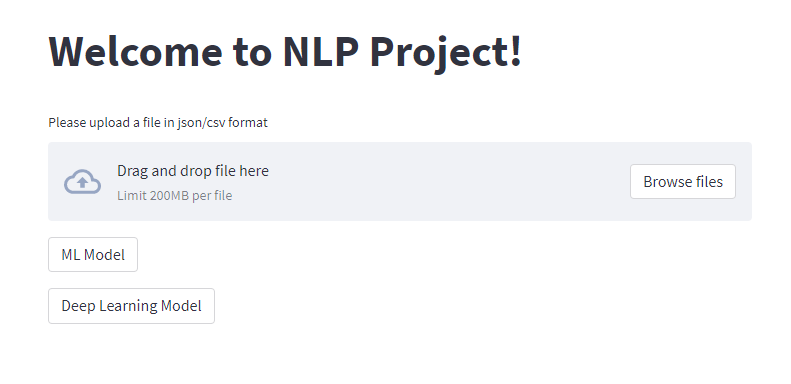 Welcome to NLP Project!
Please upload a file in json/csv format
Drag and drop file here
Limit 200MB per file
Browse files
ML Model
Deep Learning Model